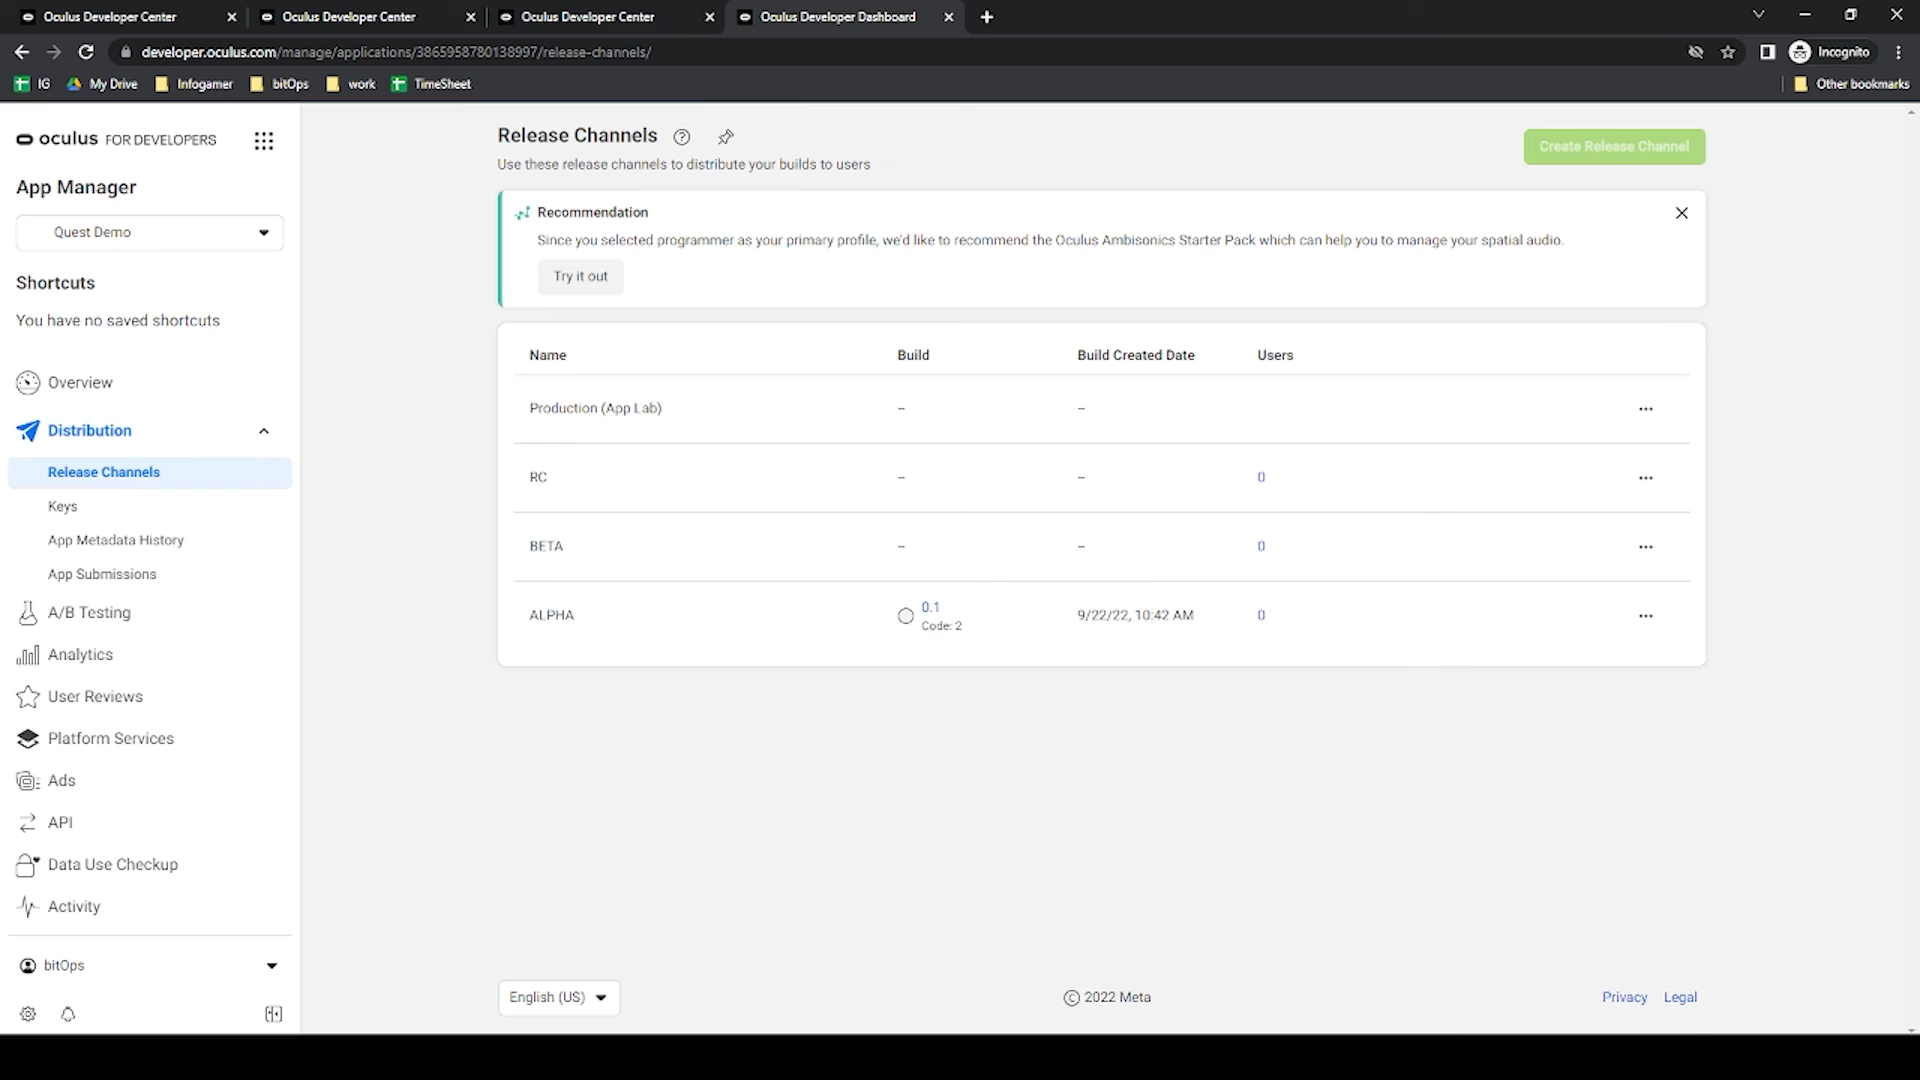 Oculus Developer Center
Oculus Developer Center
Oculus Developer Center
Oculus Developer Dashboard
developer.oculus.com/manage/applications/3865958780138997/release-channels/
Incognito
IG
My Drive
Infogamer
bitOps
work
TimeSheet
Other bookmarks
oculus FOR DEVELOPERS
App Manager
Quest Demo
Shortcuts
You have no saved shortcuts
Overview
Distribution
Release Channels
Keys
App Metadata History
App Submissions
A/B Testing
Analytics
User Reviews
Platform Services
Ads
API
Data Use Checkup
Activity
bitOps
Release Channels
Use these release channels to distribute your builds to users
Create Release Channel
Recommendation
Since you selected programmer as your primary profile, we'd like to recommend the Oculus Ambisonics Starter Pack which can help you to manage your spatial audio.
Try it out
Name Build Build Created Date Users
Production (App Lab) – –
RC – – 0
BETA – – 0
ALPHA 0.1 9/22/22, 10:42 AM 0
Code: 2
English (US)
© 2022 Meta
Privacy Legal